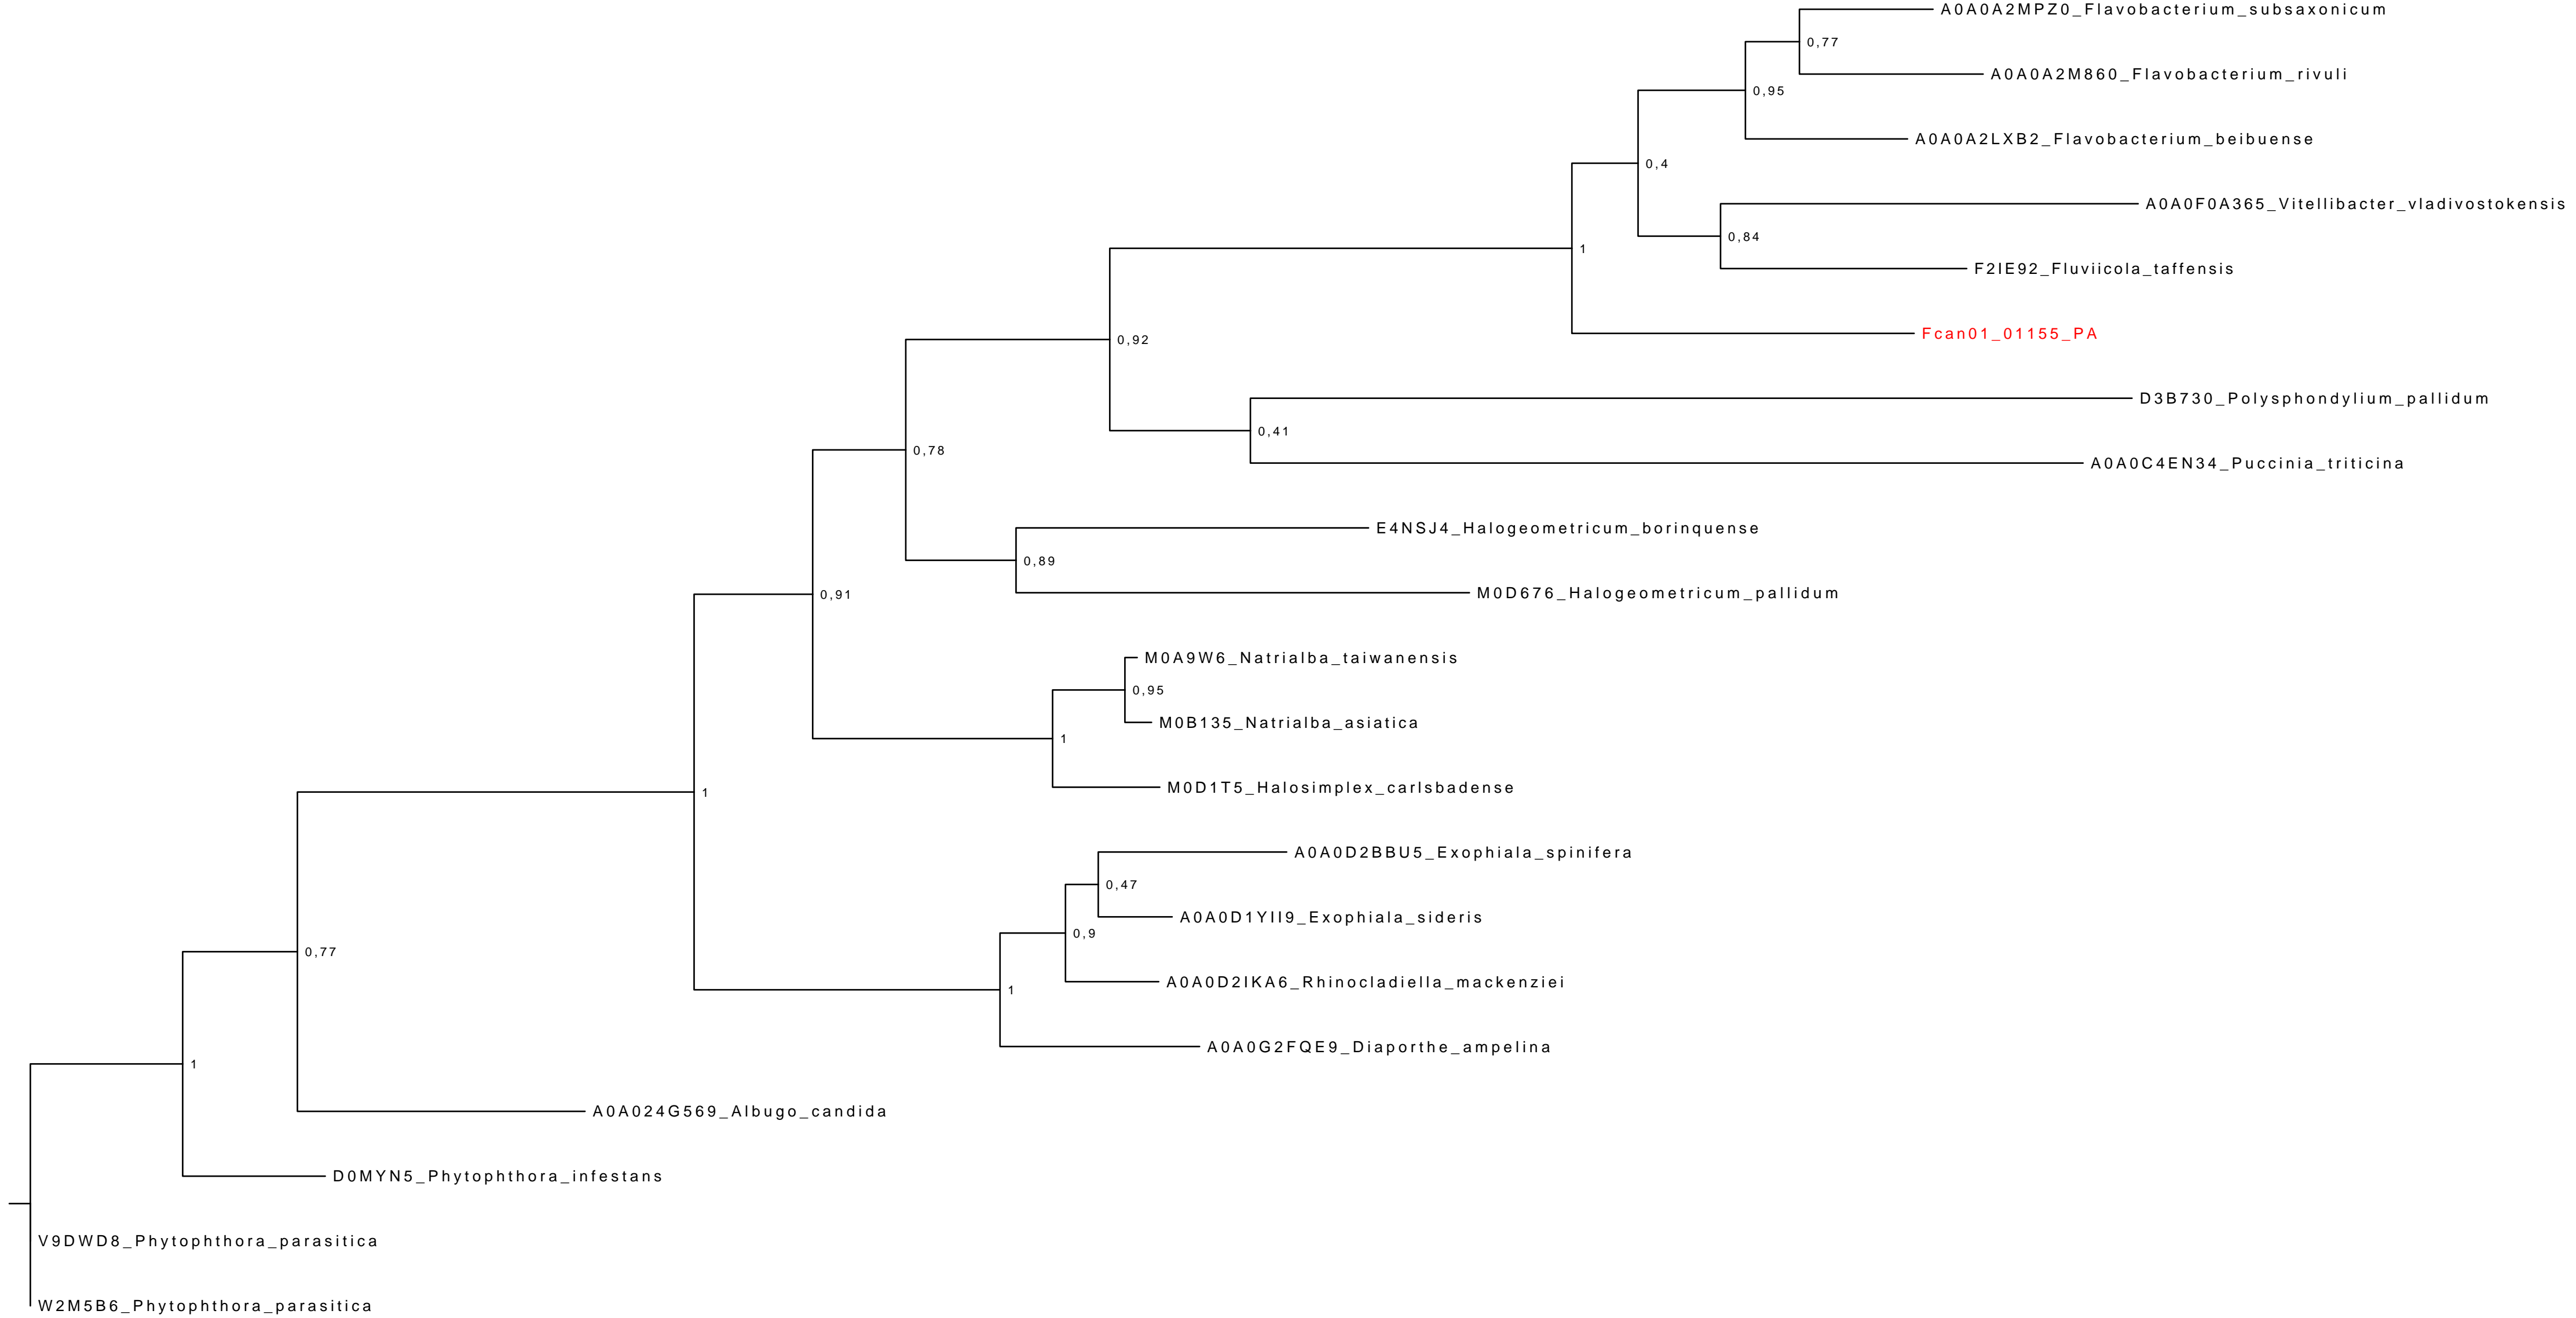 A0A0A2MPZ0_Flavobacterium_subsaxonicum
0,77
A0A0A2M860_Flavobacterium_rivuli
0,95
A0A0A2LXB2_Flavobacterium_beibuense
0,4
A0A0F0A365_Vitellibacter_vladivostokensis
0,84
1
F2IE92_Fluviicola_taffensis
Fcan01_01155_PA
0,92
D3B730_Polysphondylium_pallidum
0,41
0,78
A0A0C4EN34_Puccinia_triticina
E4NSJ4_Halogeometricum_borinquense
0,89
M0D676_Halogeometricum_pallidum
0,91
M0A9W6_Natrialba_taiwanensis
0,95
M0B135_Natrialba_asiatica
1
M0D1T5_Halosimplex_carlsbadense
1
A0A0D2BBU5_Exophiala_spinifera
0,47
A0A0D1YII9_Exophiala_sideris
0,9
0,77
A0A0D2IKA6_Rhinocladiella_mackenziei
1
A0A0G2FQE9_Diaporthe_ampelina
1
A0A024G569_Albugo_candida
D0MYN5_Phytophthora_infestans
V9DWD8_Phytophthora_parasitica
W2M5B6_Phytophthora_parasitica